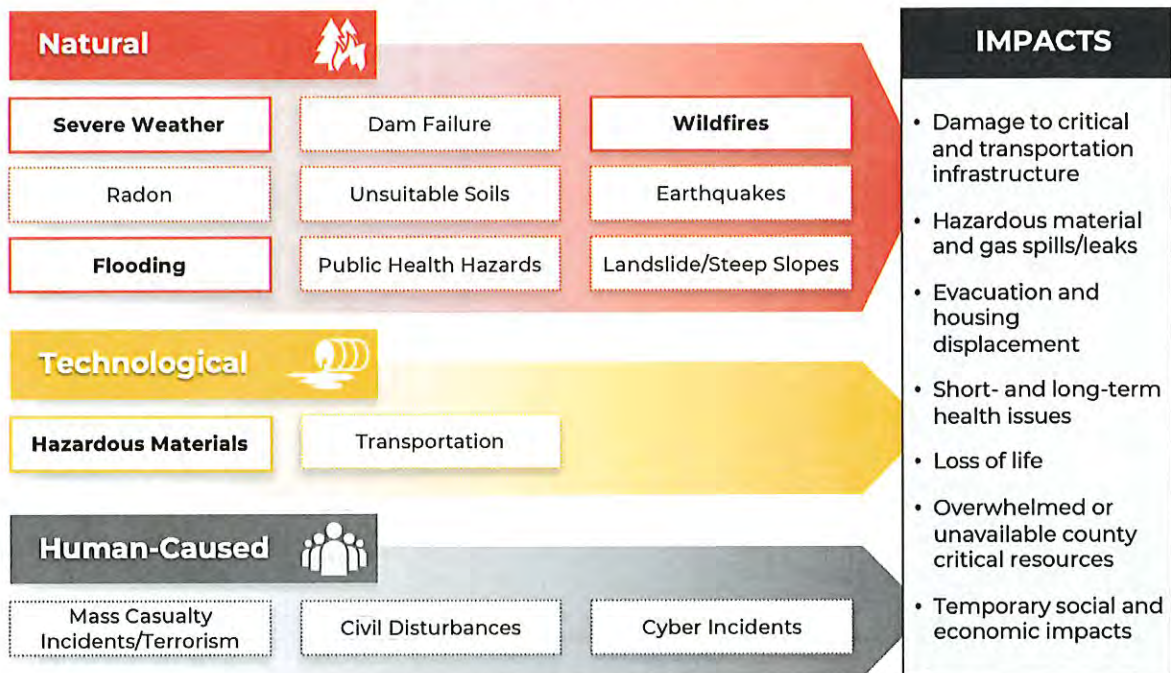 Natural
Severe Weather
Dam Failure
Wildfires
Radon
Unsuitable Soils
Earthquakes
Flooding
Public Health Hazards
Landslide/Steep Slopes
Technological
Hazardous Materials
Transportation
Human-Caused
Mass Casualty
Incidents/Terrorism
Civil Disturbances
Cyber Incidents
IMPACTS
• Damage to critical
and transportation
infrastructure
• Hazardous material
and gas spills/leaks
• Evacuation and
housing
displacement
• Short- and long-term
health issues
• Loss of life
• Overwhelmed or
unavailable county
critical resources
• Temporary social and
economic impacts